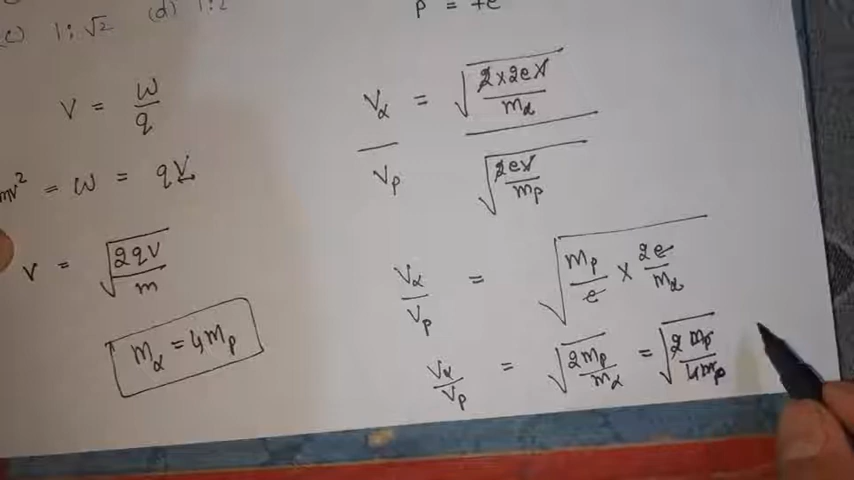 (c) 1 : √2 (d) 1 : 2
p = +e
V = W/q
mv² = W = qV
v = √(2qV/m)
mα = 4mp
Vα/Vp = √(2×2eV/mα) / √(2eV/mp)
Vα/Vp = √(mp/e × 2e/mα)
Vα/Vp = √(2mp/mα) = √(2mp/4mp)